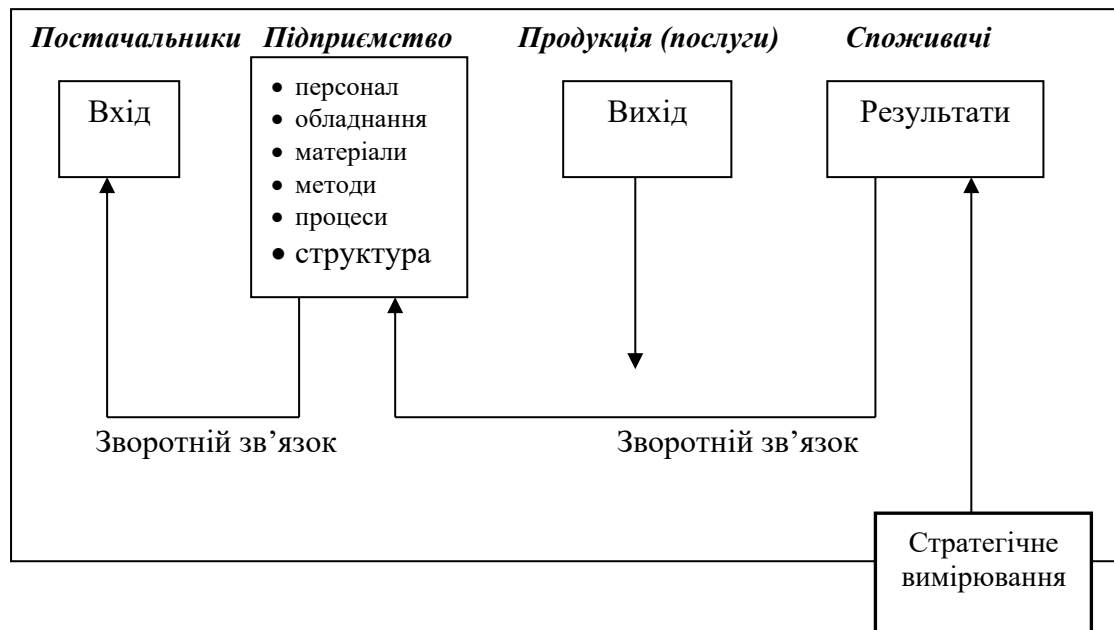 Постачальники Підприємство Продукція (послуги) Споживачі
Вхід
• персонал
• обладнання
• матеріали
• методи
• процеси
• структура
Вихід
Результати
Зворотній зв’язок
Зворотній зв’язок
Стратегічне
вимірювання